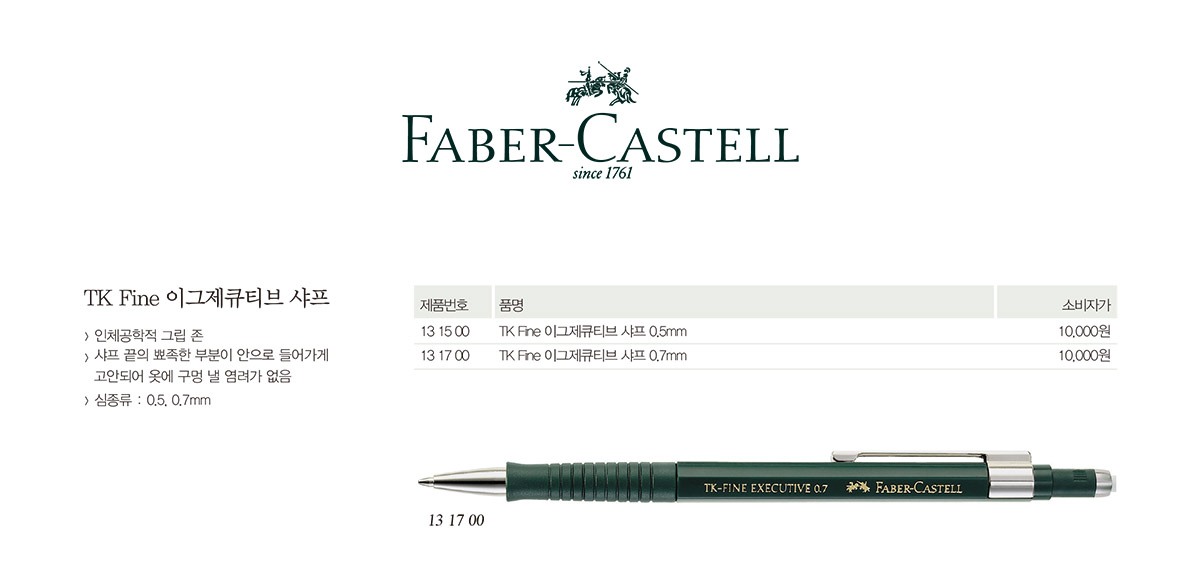 FABER-CASTELL
since 1761
TK Fine 이그제큐티브 샤프
› 인체공학적 그립 존
› 샤프 끝의 뾰족한 부분이 안으로 들어가게
고안되어 옷에 구멍 낼 염려가 없음
› 심종류 : 0.5, 0.7mm
제품번호 품명 소비자가
13 15 00 TK Fine 이그제큐티브 샤프 0.5mm 10,000원
13 17 00 TK Fine 이그제큐티브 샤프 0.7mm 10,000원
TK-FINE EXECUTIVE 0.7 FABER-CASTELL
13 17 00